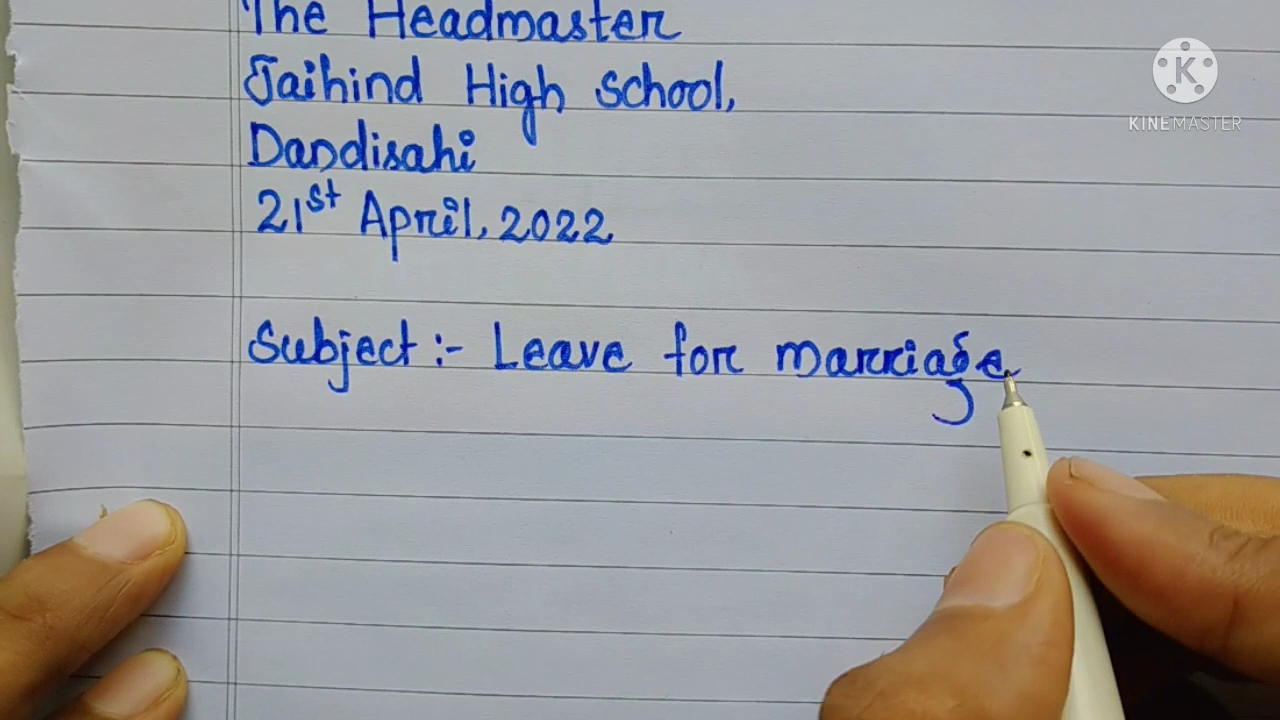 The Headmaster
Jaihind High School,
Dandisahi
21st April, 2022
Subject :- Leave for marriage
K
KINEMASTER